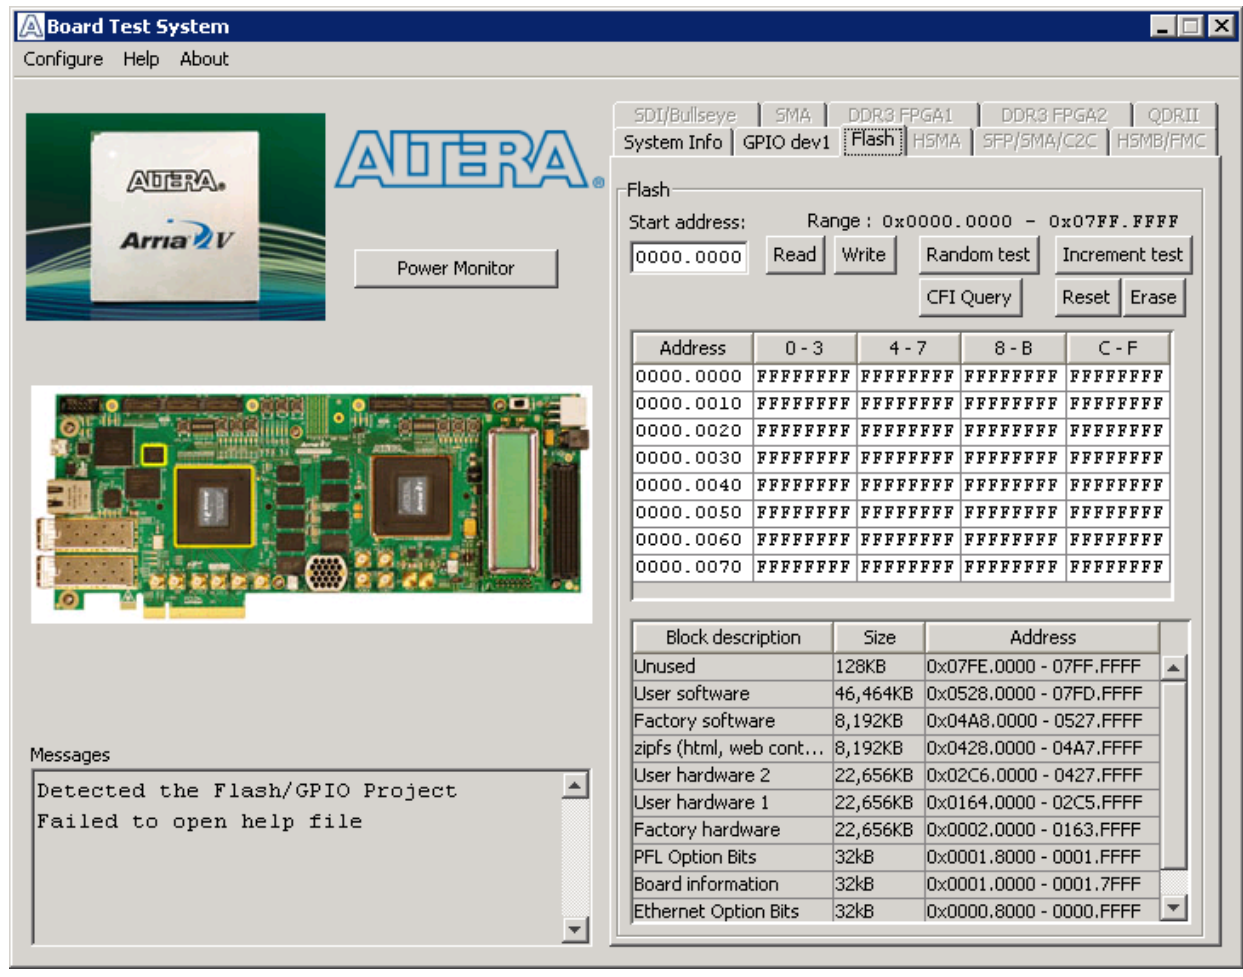 Board Test System
Configure Help About
ALTERA®
Arria V
ALTERA®
Power Monitor
Messages
Detected the Flash/GPIO Project
Failed to open help file
SDI/Bullseye SMA DDR3 FPGA1 DDR3 FPGA2 QDRII
System Info GPIO dev1 Flash HSMA SFP/SMA/C2C HSMB/FMC
Flash
Start address: Range : 0x0000.0000 - 0x07FF.FFFF
0000.0000 Read Write Random test Increment test
CFI Query Reset Erase
Address 0 - 3 4 - 7 8 - B C - F
0000.0000 FFFFFFFF FFFFFFFF FFFFFFFF FFFFFFFF
0000.0010 FFFFFFFF FFFFFFFF FFFFFFFF FFFFFFFF
0000.0020 FFFFFFFF FFFFFFFF FFFFFFFF FFFFFFFF
0000.0030 FFFFFFFF FFFFFFFF FFFFFFFF FFFFFFFF
0000.0040 FFFFFFFF FFFFFFFF FFFFFFFF FFFFFFFF
0000.0050 FFFFFFFF FFFFFFFF FFFFFFFF FFFFFFFF
0000.0060 FFFFFFFF FFFFFFFF FFFFFFFF FFFFFFFF
0000.0070 FFFFFFFF FFFFFFFF FFFFFFFF FFFFFFFF
Block description Size Address
Unused 128KB 0x07FE.0000 - 07FF.FFFF
User software 46,464KB 0x0528.0000 - 07FD.FFFF
Factory software 8,192KB 0x04A8.0000 - 0527.FFFF
zipfs (html, web cont... 8,192KB 0x0428.0000 - 04A7.FFFF
User hardware 2 22,656KB 0x02C6.0000 - 0427.FFFF
User hardware 1 22,656KB 0x0164.0000 - 02C5.FFFF
Factory hardware 22,656KB 0x0002.0000 - 0163.FFFF
PFL Option Bits 32kB 0x0001.8000 - 0001.FFFF
Board information 32kB 0x0001.0000 - 0001.7FFF
Ethernet Option Bits 32kB 0x0000.8000 - 0000.FFFF